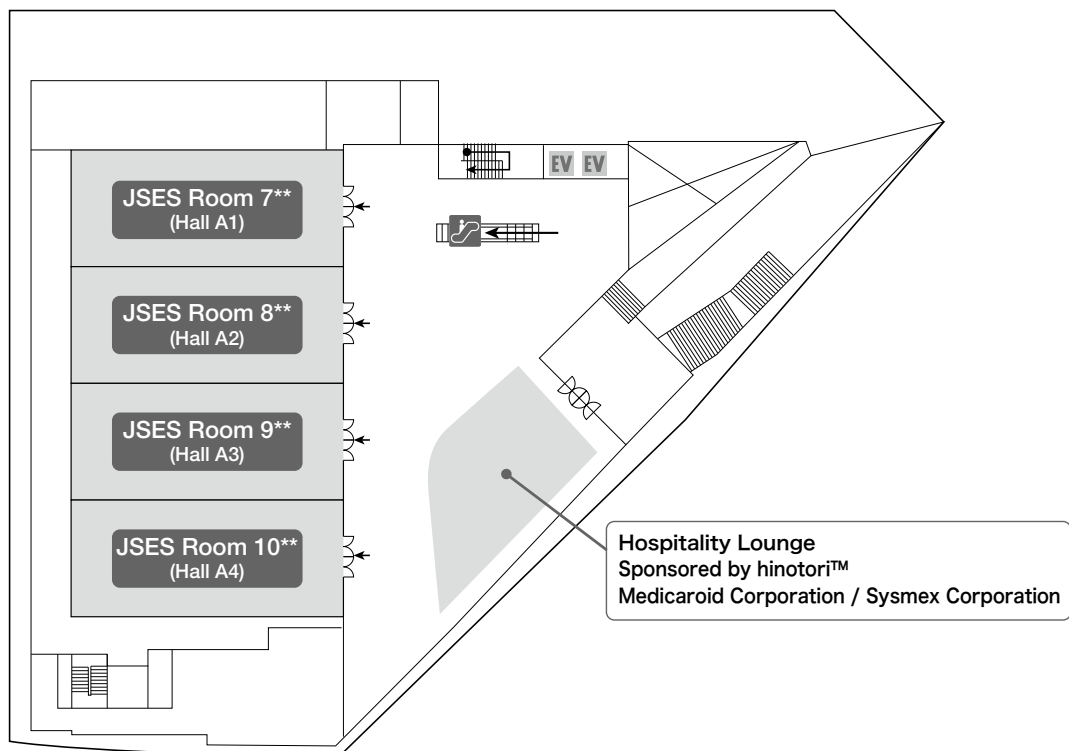 EV EV
JSES Room 7**
(Hall A1)
JSES Room 8**
(Hall A2)
JSES Room 9**
(Hall A3)
JSES Room 10**
(Hall A4)
Hospitality Lounge
Sponsored by hinotori™
Medicaroid Corporation / Sysmex Corporation